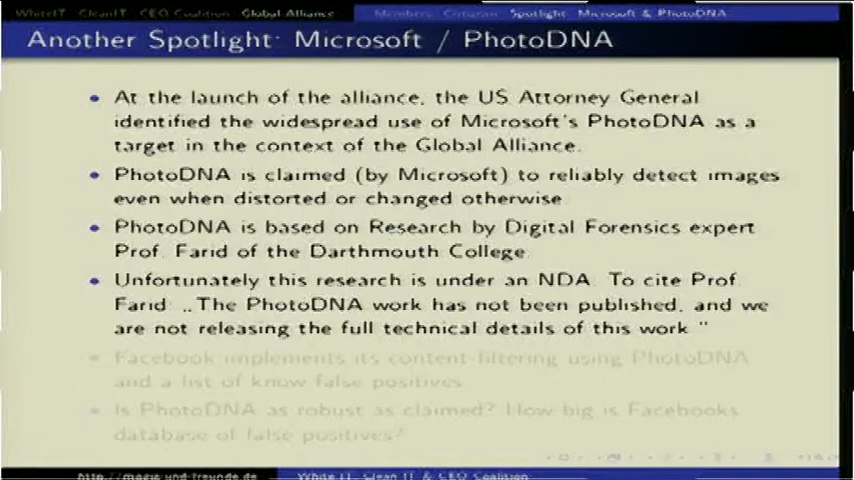 WhiteIT CleanIT CEO Coalition Global Alliance Members Criticism Spotlight: Microsoft & PhotoDNA
Another Spotlight: Microsoft / PhotoDNA
• At the launch of the alliance, the US Attorney General
identified the widespread use of Microsoft's PhotoDNA as a
target in the context of the Global Alliance.
• PhotoDNA is claimed (by Microsoft) to reliably detect images
even when distorted or changed otherwise
• PhotoDNA is based on Research by Digital Forensics expert
Prof. Farid of the Darthmouth College
• Unfortunately this research is under an NDA. To cite Prof.
Farid: „The PhotoDNA work has not been published, and we
are not releasing the full technical details of this work "
• Facebook implements its content-filtering using PhotoDNA
and a list of know false positives
• Is PhotoDNA as robust as claimed? How big is Facebooks
database of false positives?
http://mogis-und-freunde.de White IT, Clean IT & CEO Coalition